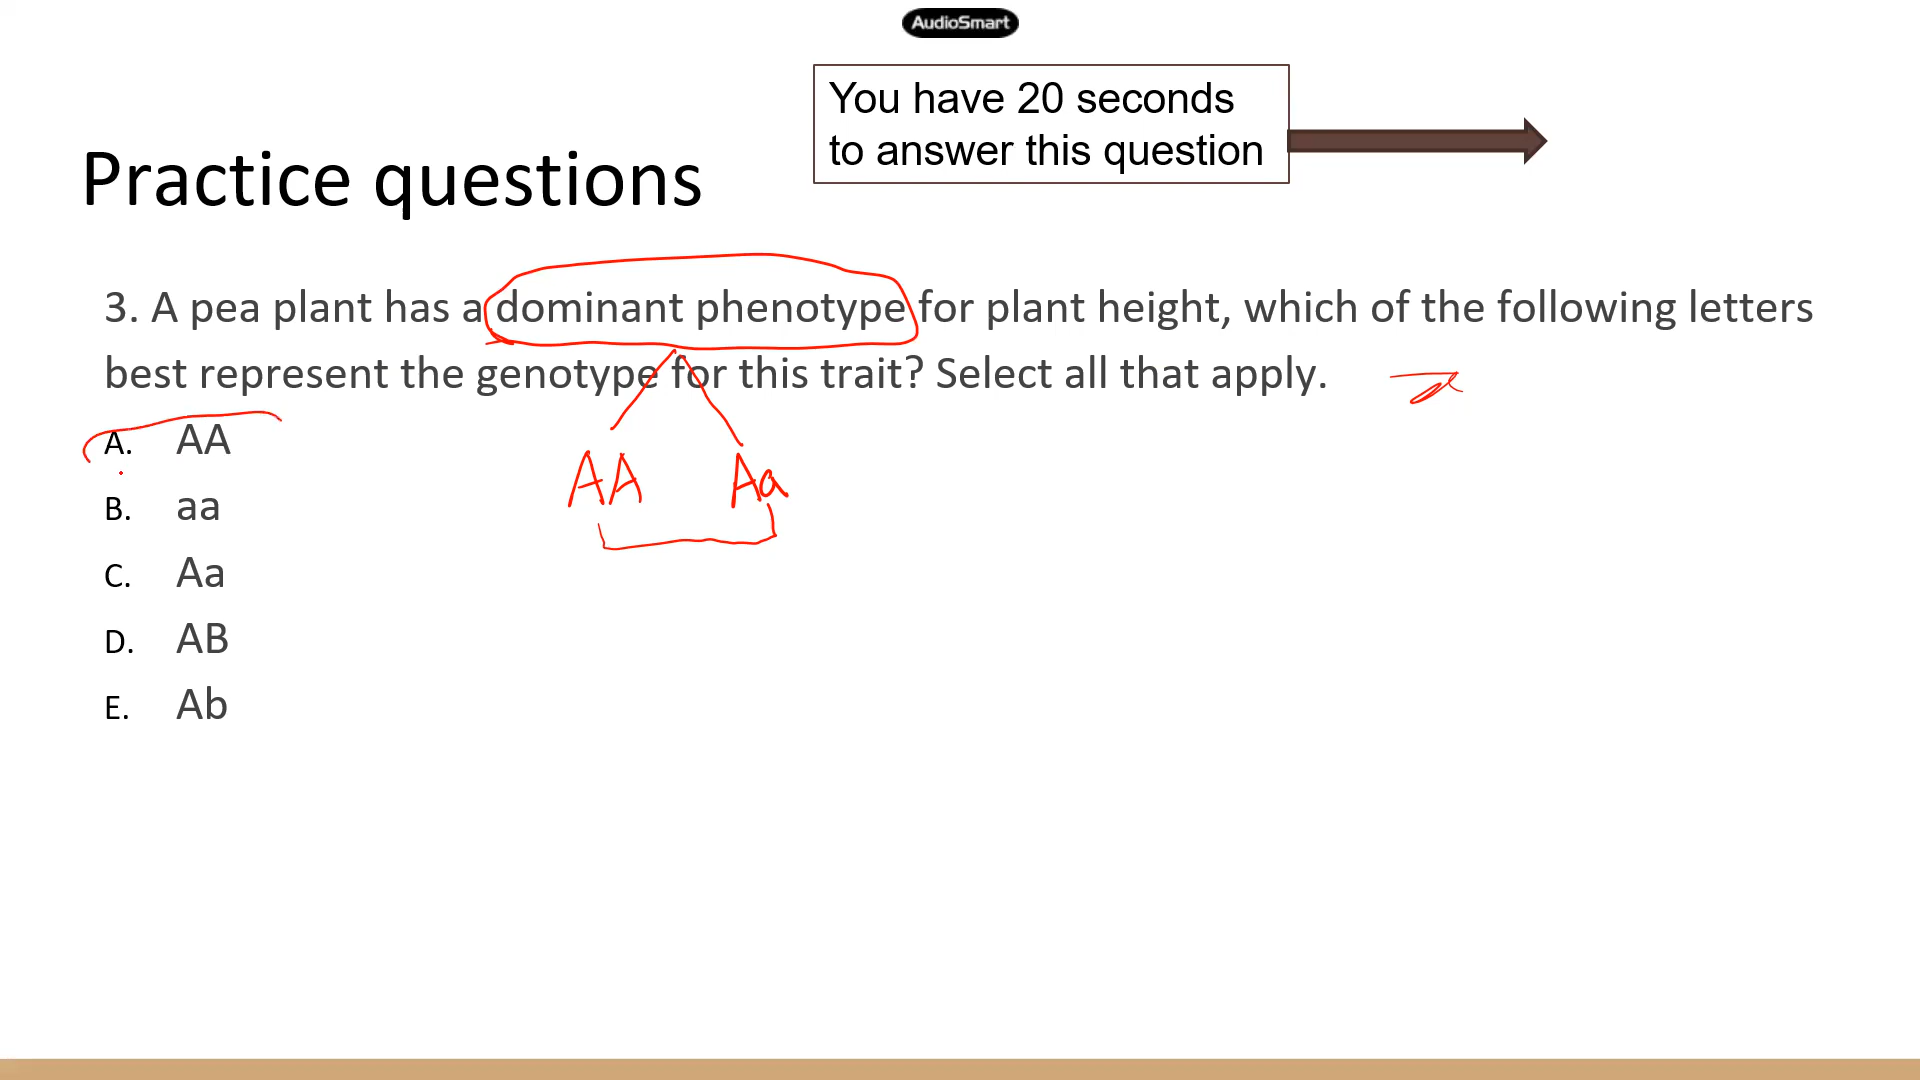 AudioSmart
You have 20 seconds
to answer this question
Practice questions
3. A pea plant has a dominant phenotype for plant height, which of the following letters
best represent the genotype for this trait? Select all that apply.
A. AA
AA Aa
B. aa
C. Aa
D. AB
E. Ab